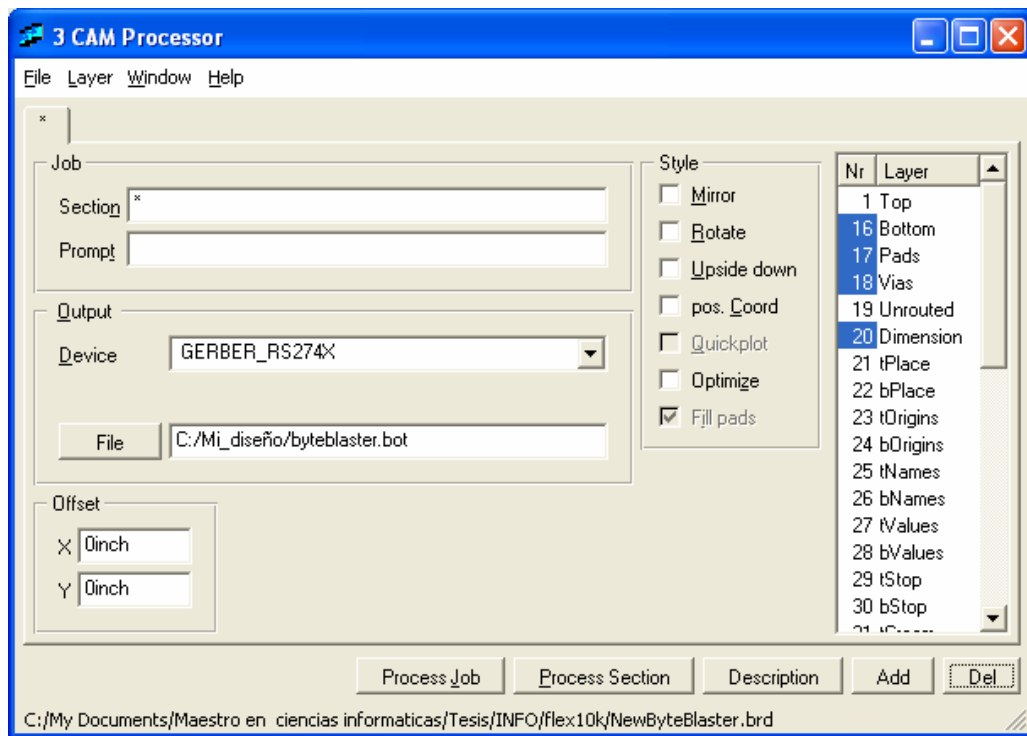 3 CAM Processor
File Layer Window Help
*
Job
Section *
Prompt
Output
Device GERBER_RS274X
File C:/Mi_diseño/byteblaster.bot
Offset
X 0inch
Y 0inch
Style
Mirror
Rotate
Upside down
pos. Coord
Quickplot
Optimize
Fill pads
Nr Layer
1 Top
16 Bottom
17 Pads
18 Vias
19 Unrouted
20 Dimension
21 tPlace
22 bPlace
23 tOrigins
24 bOrigins
25 tNames
26 bNames
27 tValues
28 bValues
29 tStop
30 bStop
Process Job Process Section Description Add Del
C:/My Documents/Maestro en ciencias informaticas/Tesis/INFO/flex10k/NewByteBlaster.brd